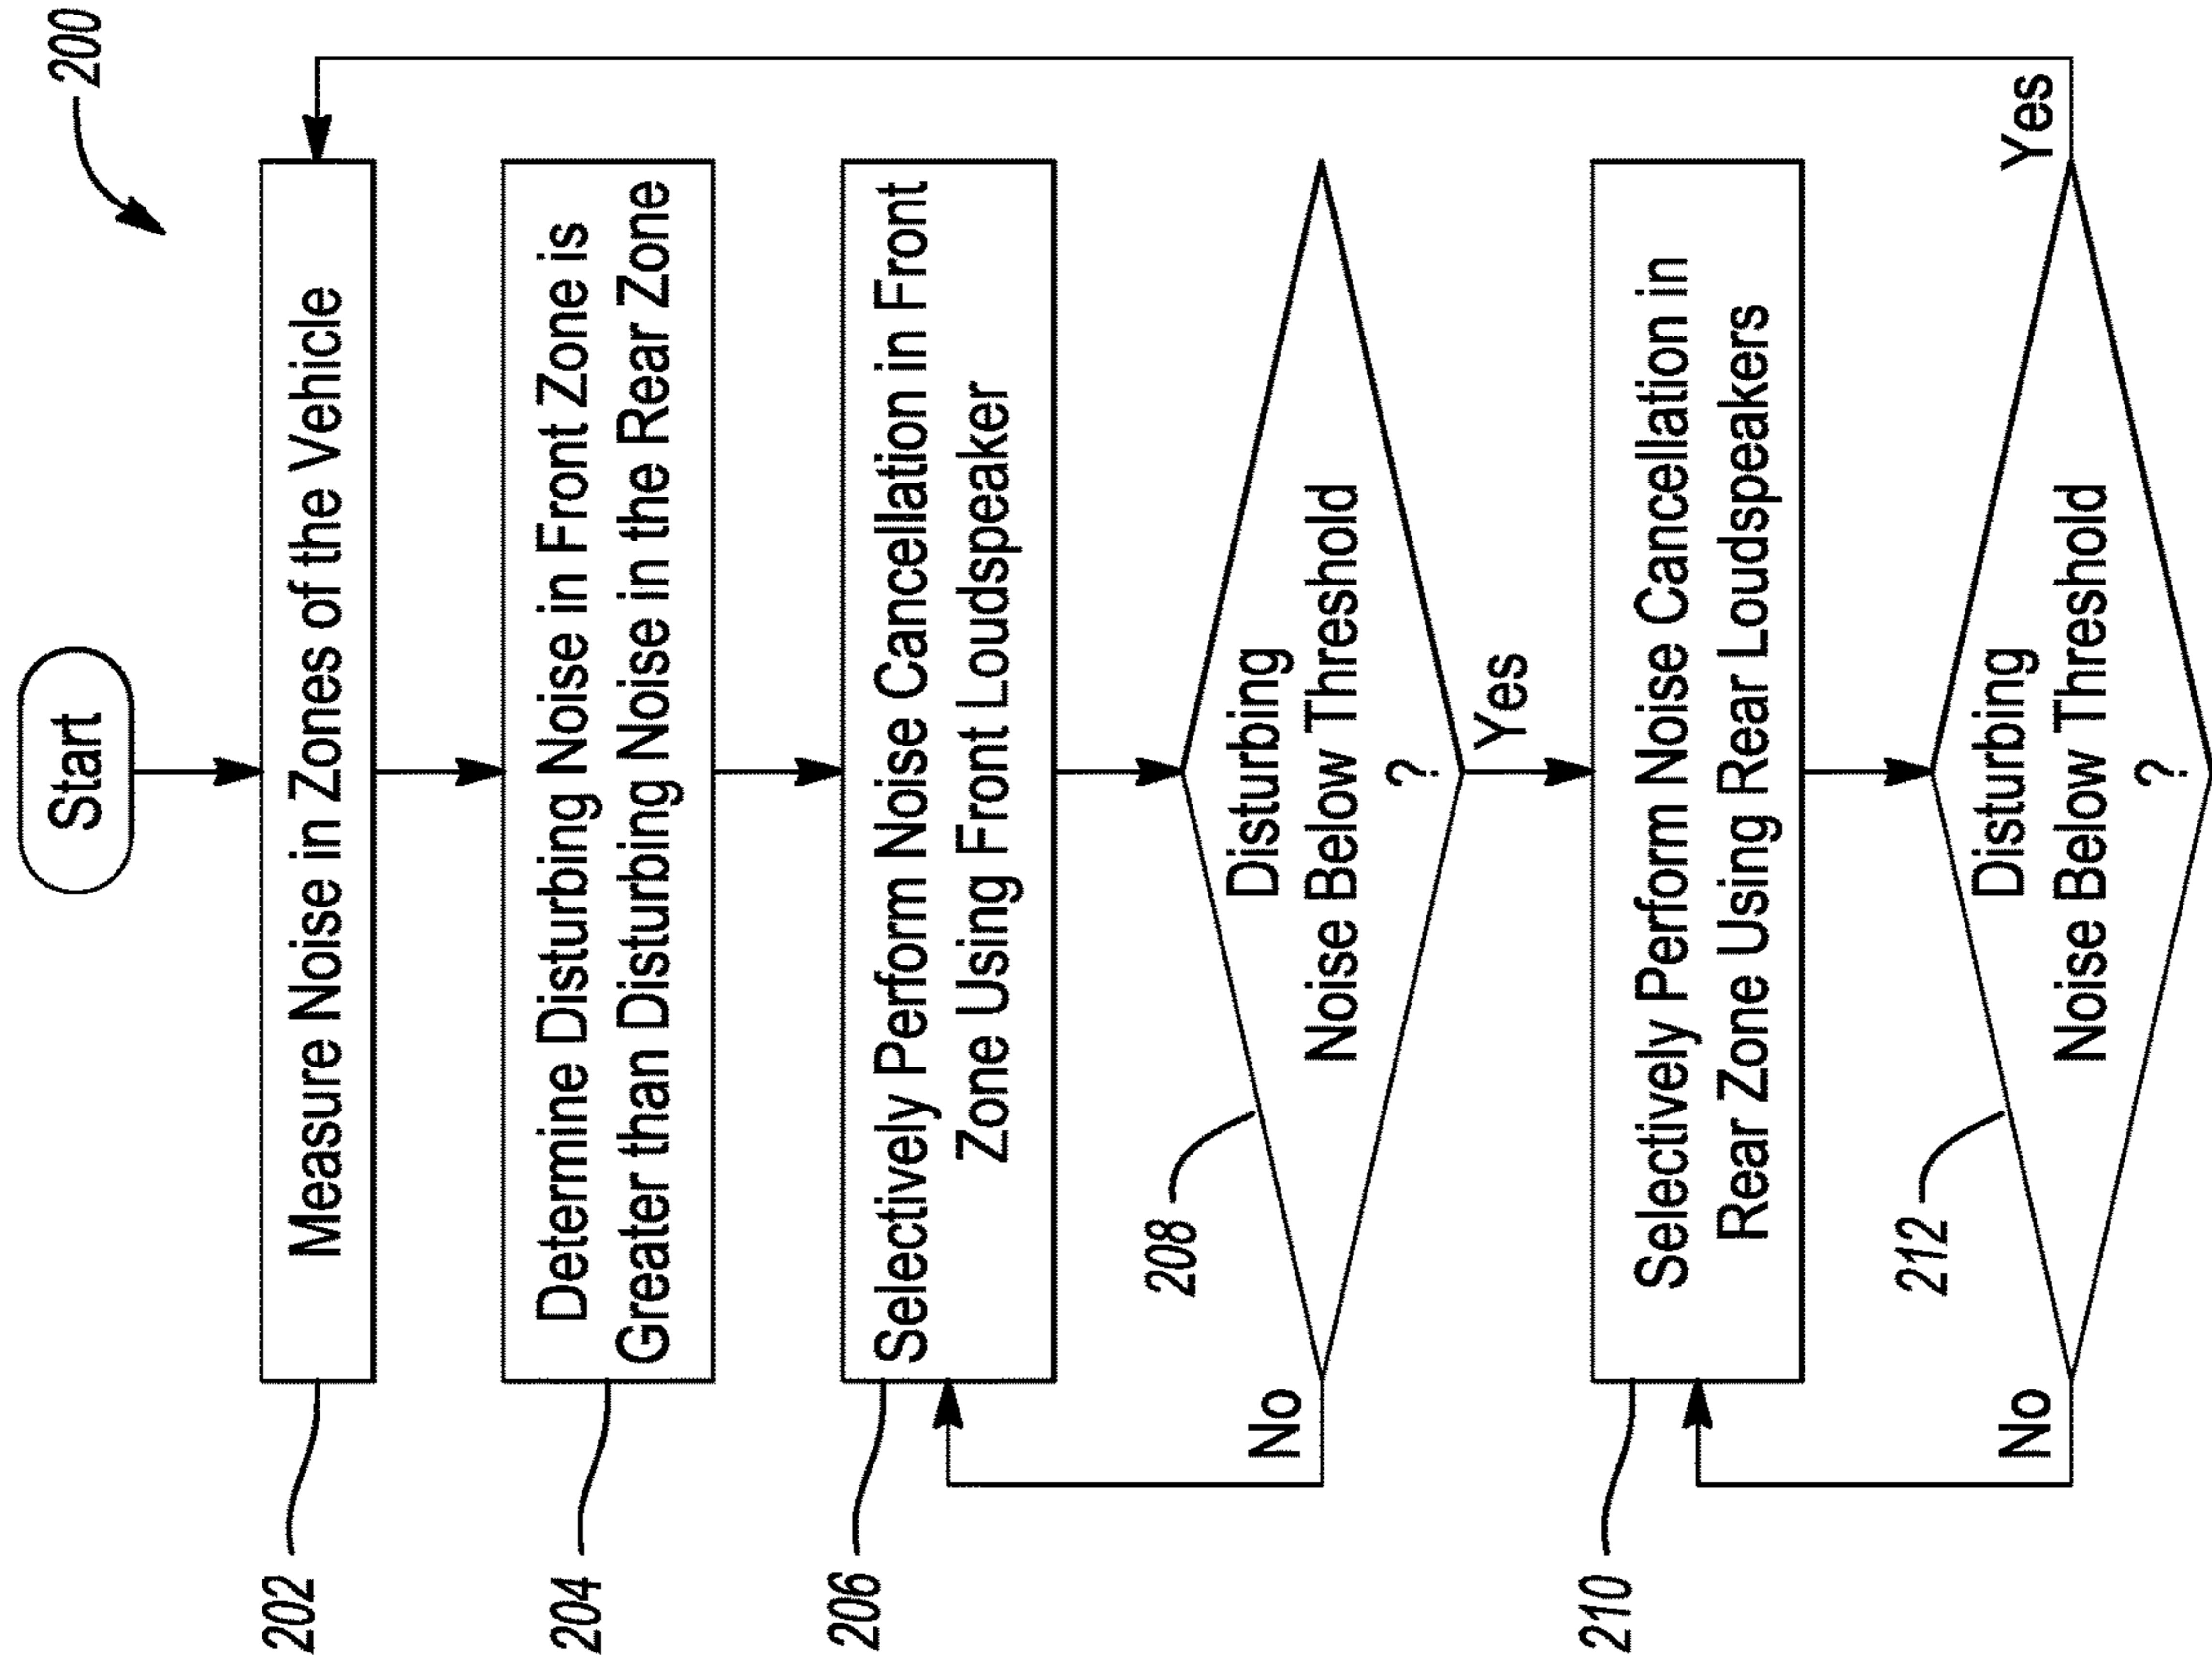 200
Start
202
Measure Noise in Zones of the Vehicle
204
Determine Disturbing Noise in Front Zone is
Greater than Disturbing Noise in the Rear Zone
206
Selectively Perform Noise Cancellation in Front
Zone Using Front Loudspeaker
208
Disturbing
Noise Below Threshold
?
No
Yes
210
Selectively Perform Noise Cancellation in
Rear Zone Using Rear Loudspeakers
212
Disturbing
Noise Below Threshold
?
No
Yes